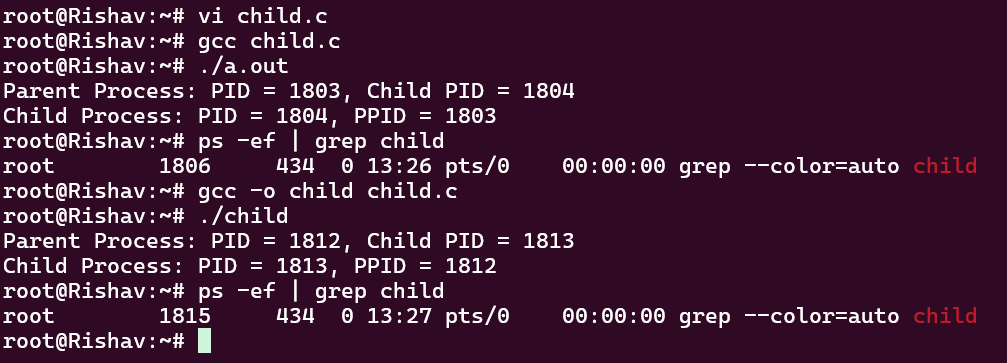 root@Rishav:~# vi child.c
root@Rishav:~# gcc child.c
root@Rishav:~# ./a.out
Parent Process: PID = 1803, Child PID = 1804
Child Process: PID = 1804, PPID = 1803
root@Rishav:~# ps -ef | grep child
root        1806     434  0 13:26 pts/0    00:00:00 grep --color=auto child
root@Rishav:~# gcc -o child child.c
root@Rishav:~# ./child
Parent Process: PID = 1812, Child PID = 1813
Child Process: PID = 1813, PPID = 1812
root@Rishav:~# ps -ef | grep child
root        1815     434  0 13:27 pts/0    00:00:00 grep --color=auto child
root@Rishav:~#